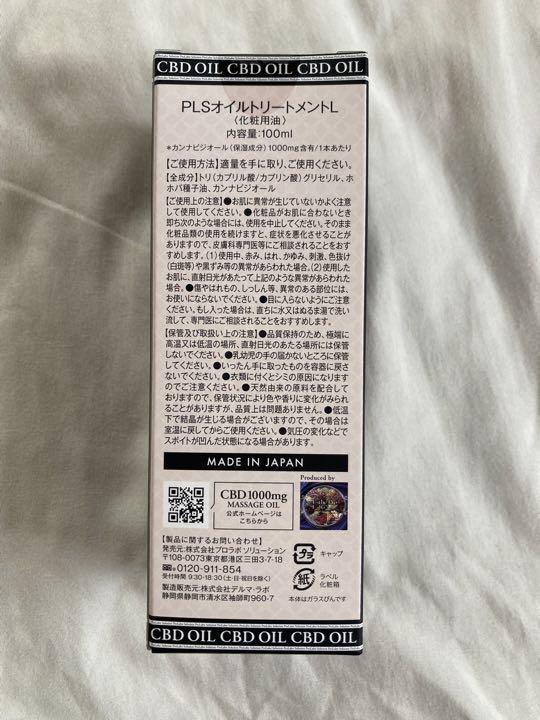 CBD OIL CBD OIL CBD OIL
PLSオイルトリートメントL
〈化粧用油〉
内容量:100ml
*カンナビジオール(保湿成分)1000mg含有/1本あたり
【ご使用方法】適量を手に取り、ご使用ください。
【全成分】トリ(カプリル酸/カプリン酸)グリセリル、ホ
ホバ種子油、カンナビジオール
【ご使用上の注意】●お肌に異常が生じていないかよく注意
して使用してください。●化粧品がお肌に合わないとき
即ち次のような場合には、使用を中止してください。そのまま
化粧品類の使用を続けますと、症状を悪化させることが
ありますので、皮膚科専門医等にご相談されることをおす
すめします。(1)使用中、赤み、はれ、かゆみ、刺激、色抜け
(白斑等)や黒ずみ等の異常があらわれた場合。(2)使用した
お肌に、直射日光があたって上記のような異常があらわれた
場合。●傷やはれもの、しっしん等、異常のある部位には、
お使いにならないでください。●目に入らないようにご注意
ください。もし入った場合は、直ちに水又はぬるま湯で洗い
流して、専門医にご相談されることをおすすめします。
【保管及び取扱い上の注意】●品質保持のため、極端に
高温又は低温の場所、直射日光のあたる場所には保管
しないでください。●乳幼児の手の届かないところに保管
してください。●いったん手に取ったものを容器に戻さ
ないでください。●衣類に付くとシミの原因になります
のでご注意ください。●天然由来の原料を配合して
おりますので、保管状況により色や香りに変化がみられ
ることがありますが、品質上は問題ありません。●低温
下で結晶が生じる場合がございますので、その場合は
室温に戻してからご使用ください。●気圧の変化などで
スポイトが凹んだ状態になる場合があります。
MADE IN JAPAN
CBD1000mg
MASSAGE OIL
公式ホームページは
こちらから
Produced by
【製品に関するお問い合わせ】
発売元:株式会社プロラボ ソリューション
〒108-0073東京都港区三田3-7-18
0120-911-854
受付時間 9:30-18:30(土・日・祝日を除く)
製造販売元:株式会社デルマ・ラボ
静岡県静岡市清水区袖師町960-7
プラ
キャップ
紙
ラベル
化粧箱
本体はガラスびんです
CBD OIL CBD OIL CBD OIL